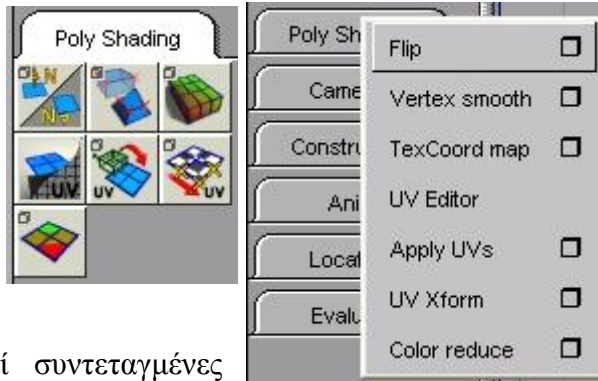 Poly Shading
N
N
UV
UV
UV
Poly Sh
Came
Constru
Ani
Locat
Evalu
Flip
Vertex smooth
TexCoord map
UV Editor
Apply UVs
UV Xform
Color reduce
ί συντεταγμένες